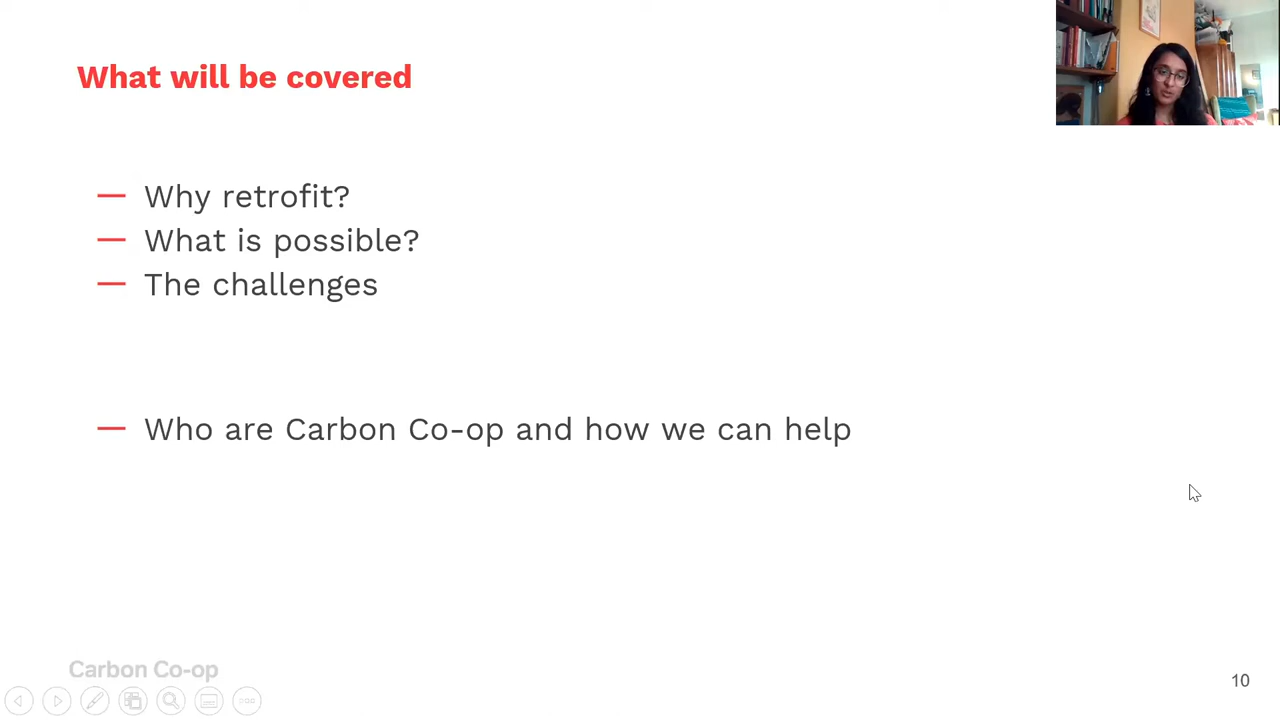 What will be covered
— Why retrofit?
— What is possible?
— The challenges
— Who are Carbon Co-op and how we can help
Carbon Co-op
10